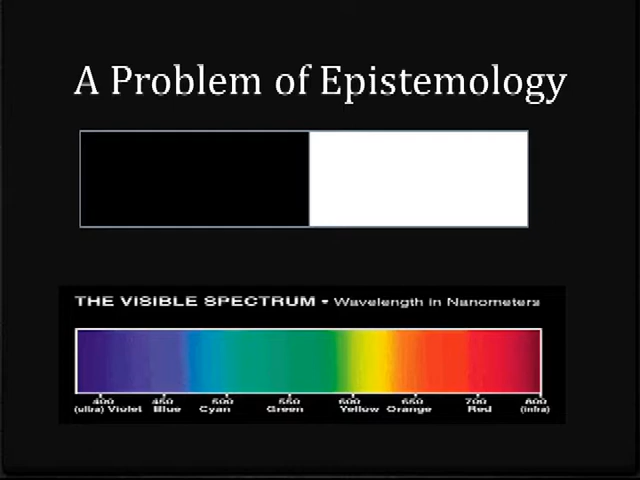 A Problem of Epistemology
THE VISIBLE SPECTRUM • Wavelength in Nanometers
400 450 500 550 600 650 700 800
(ultra) Violet Blue Cyan Green Yellow Orange Red (infra)